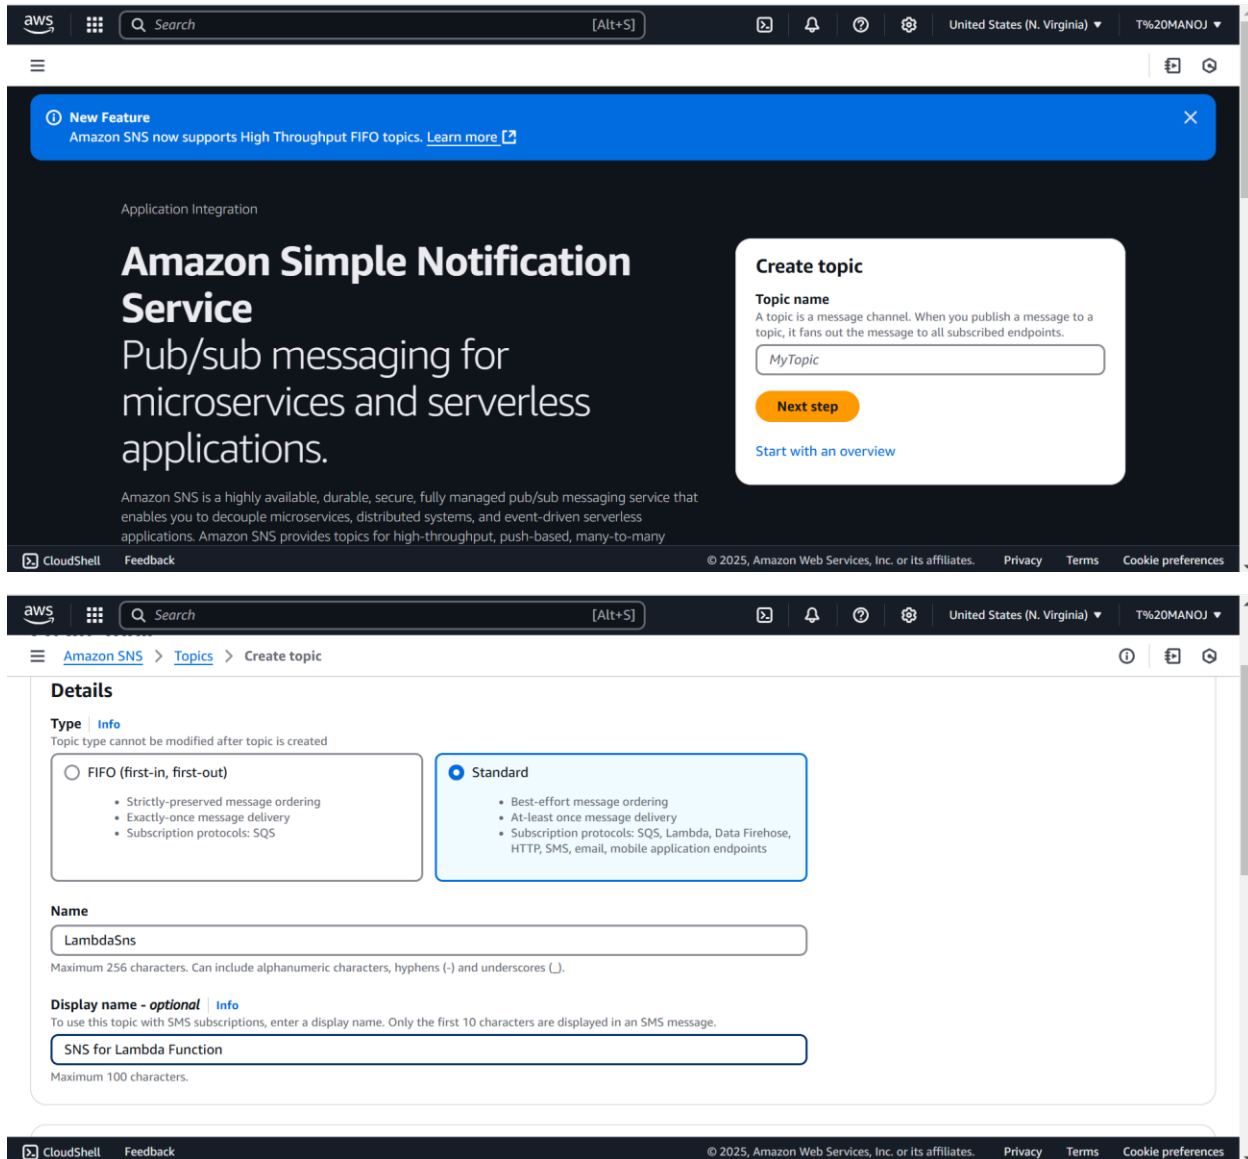 aws
Search
[Alt+S]
United States (N. Virginia)
T%20MANOJ
New Feature
Amazon SNS now supports High Throughput FIFO topics. Learn more
Application Integration
Amazon Simple Notification
Service
Pub/sub messaging for
microservices and serverless
applications.
Amazon SNS is a highly available, durable, secure, fully managed pub/sub messaging service that
enables you to decouple microservices, distributed systems, and event-driven serverless
applications. Amazon SNS provides topics for high-throughput, push-based, many-to-many
Create topic
Topic name
A topic is a message channel. When you publish a message to a
topic, it fans out the message to all subscribed endpoints.
MyTopic
Next step
Start with an overview
CloudShell
Feedback
© 2025, Amazon Web Services, Inc. or its affiliates.
Privacy
Terms
Cookie preferences
aws
Search
[Alt+S]
United States (N. Virginia)
T%20MANOJ
Amazon SNS > Topics > Create topic
Details
Type Info
Topic type cannot be modified after topic is created
FIFO (first-in, first-out)
• Strictly-preserved message ordering
• Exactly-once message delivery
• Subscription protocols: SQS
Standard
• Best-effort message ordering
• At-least once message delivery
• Subscription protocols: SQS, Lambda, Data Firehose,
HTTP, SMS, email, mobile application endpoints
Name
LambdaSns
Maximum 256 characters. Can include alphanumeric characters, hyphens (-) and underscores (_).
Display name - optional Info
To use this topic with SMS subscriptions, enter a display name. Only the first 10 characters are displayed in an SMS message.
SNS for Lambda Function
Maximum 100 characters.
CloudShell
Feedback
© 2025, Amazon Web Services, Inc. or its affiliates.
Privacy
Terms
Cookie preferences